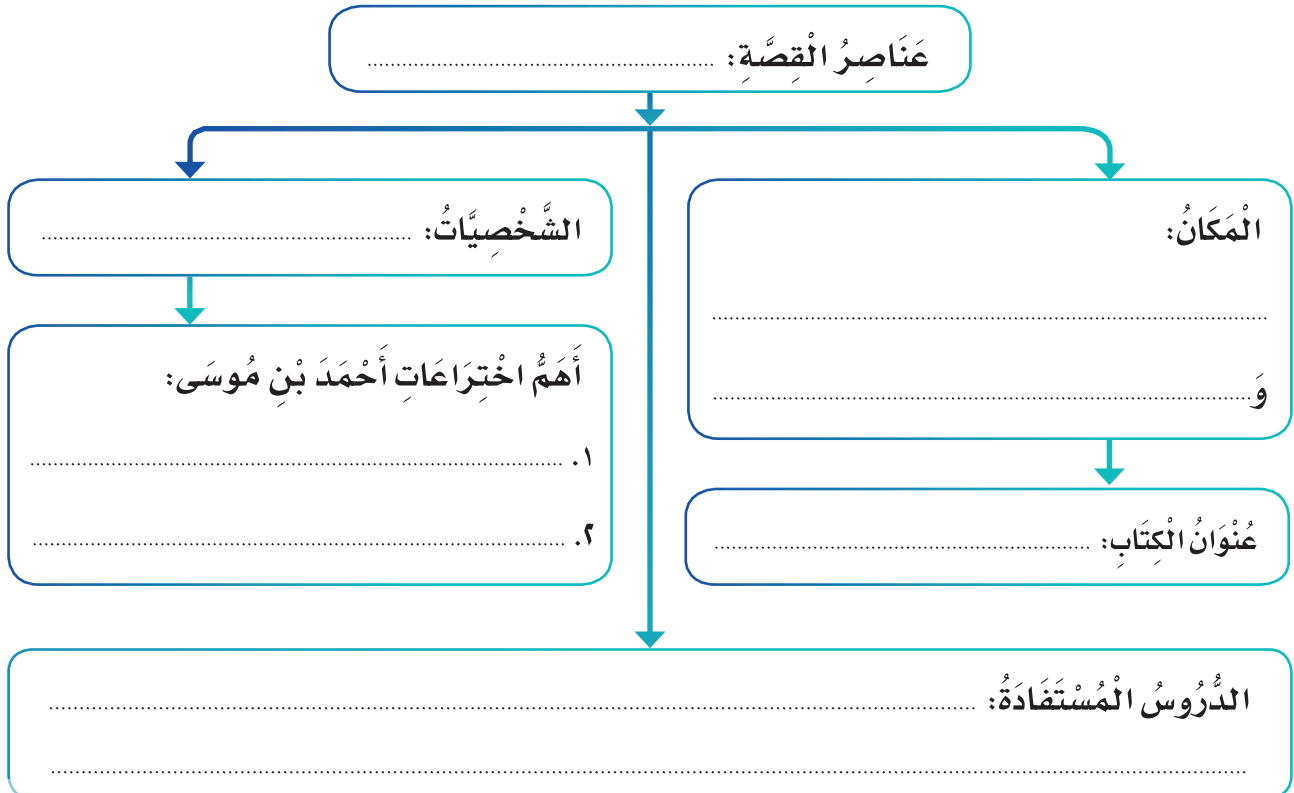 عَنَاصِرُ الْقِصَّةِ: ........................................
الْمَكَانُ:
........................................
وَ ........................................
عُنْوَانُ الْكِتَابِ: ........................................
الشَّخْصِيَّاتُ: ........................................
أَهَمُّ اخْتِرَاعَاتِ أَحْمَدَ بْنِ مُوسَى:
١. ........................................
٢. ........................................
الدُّرُوسُ الْمُسْتَفَادَةُ: ........................................
........................................